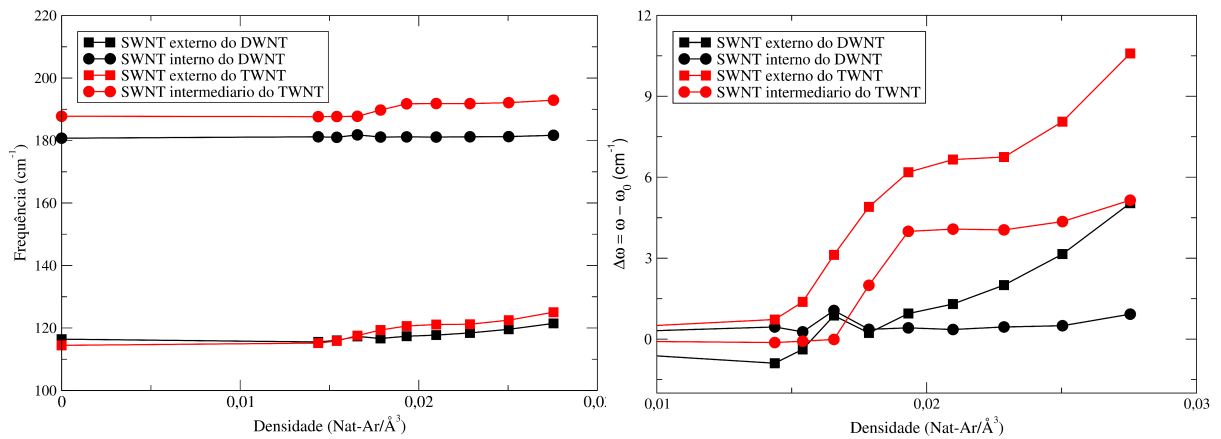 220
200
180
160
140
120
100
Frequência (cm⁻¹)
SWNT externo do DWNT
SWNT interno do DWNT
SWNT externo do TWNT
SWNT intermediario do TWNT
0
0,01
0,02
Densidade (Nat-Ar/Å³)
12
9
6
3
0
Δω = ω − ω₀ (cm⁻¹)
SWNT externo do DWNT
SWNT interno do DWNT
SWNT externo do TWNT
SWNT intermediario do TWNT
0,01
0,02
0,03
Densidade (Nat-Ar/Å³)